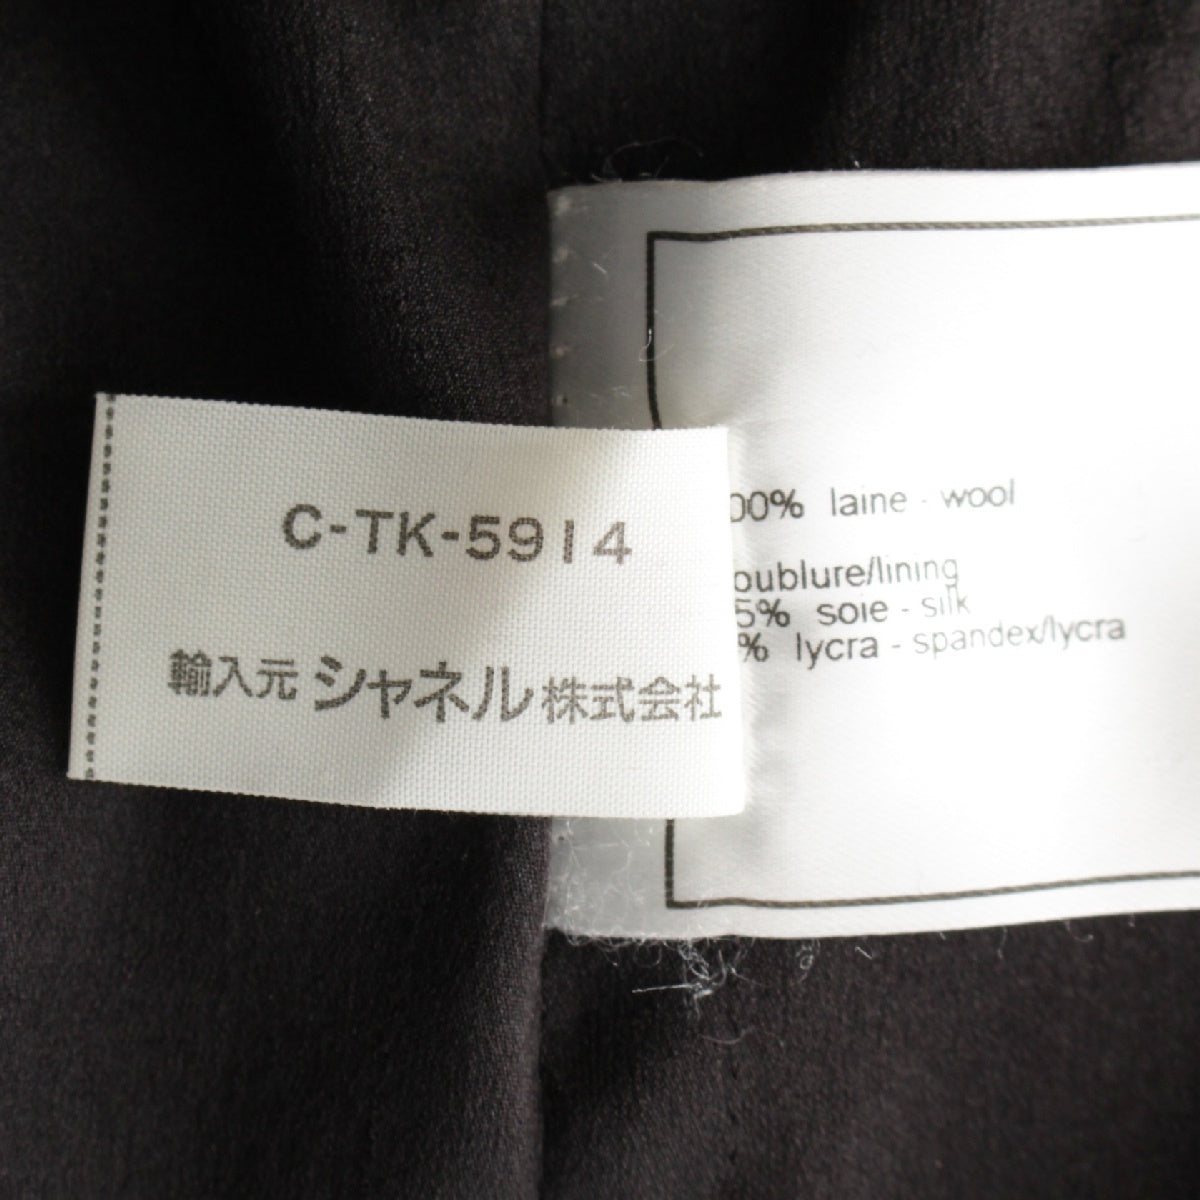 C-TK-5914
輸入元 シャネル 株式会社
00% laine - wool
oublure/lining
5% soie - silk
% lycra - spandex/lycra